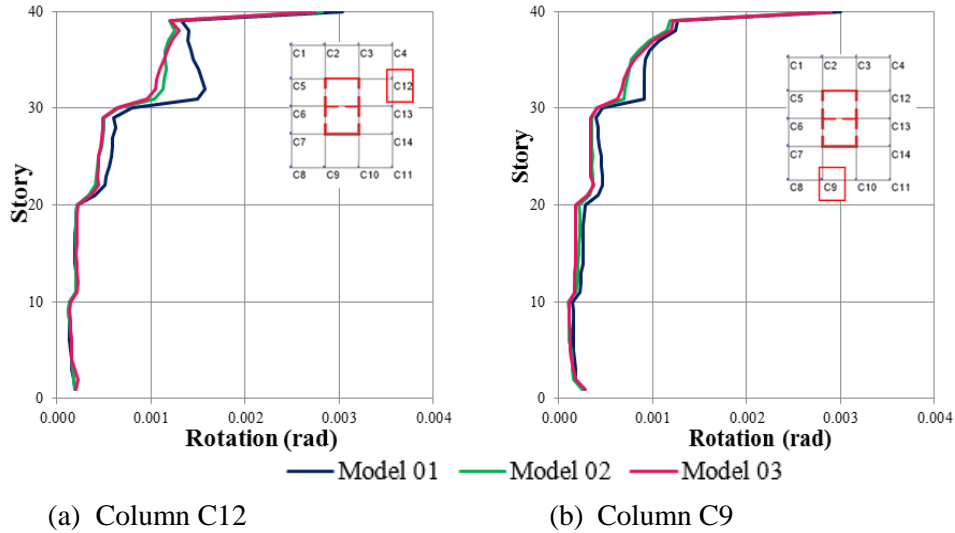 40
30
20
10
0
Story
0.000 0.001 0.002 0.003 0.004
Rotation (rad)
C1 C2 C3 C4
C5 C12
C6 C13
C7 C14
C8 C9 C10 C11
40
30
20
10
0
Story
0.000 0.001 0.002 0.003 0.004
Rotation (rad)
C1 C2 C3 C4
C5 C12
C6 C13
C7 C14
C8 C9 C10 C11
Model 01 Model 02 Model 03
(a) Column C12
(b) Column C9